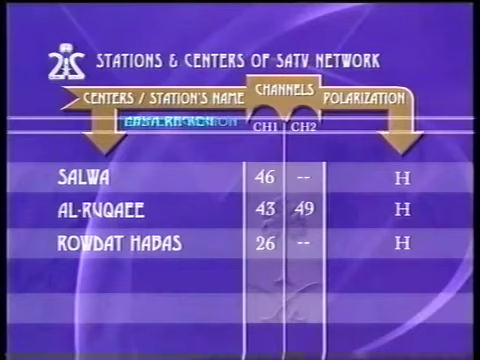 STATIONS & CENTERS OF SATV NETWORK
CENTERS / STATION'S NAME CHANNELS POLARIZATION
CH1 CH2
SALWA 46 -- H
AL-RUQAEE 43 49 H
ROWDAT HABAS 26 -- H